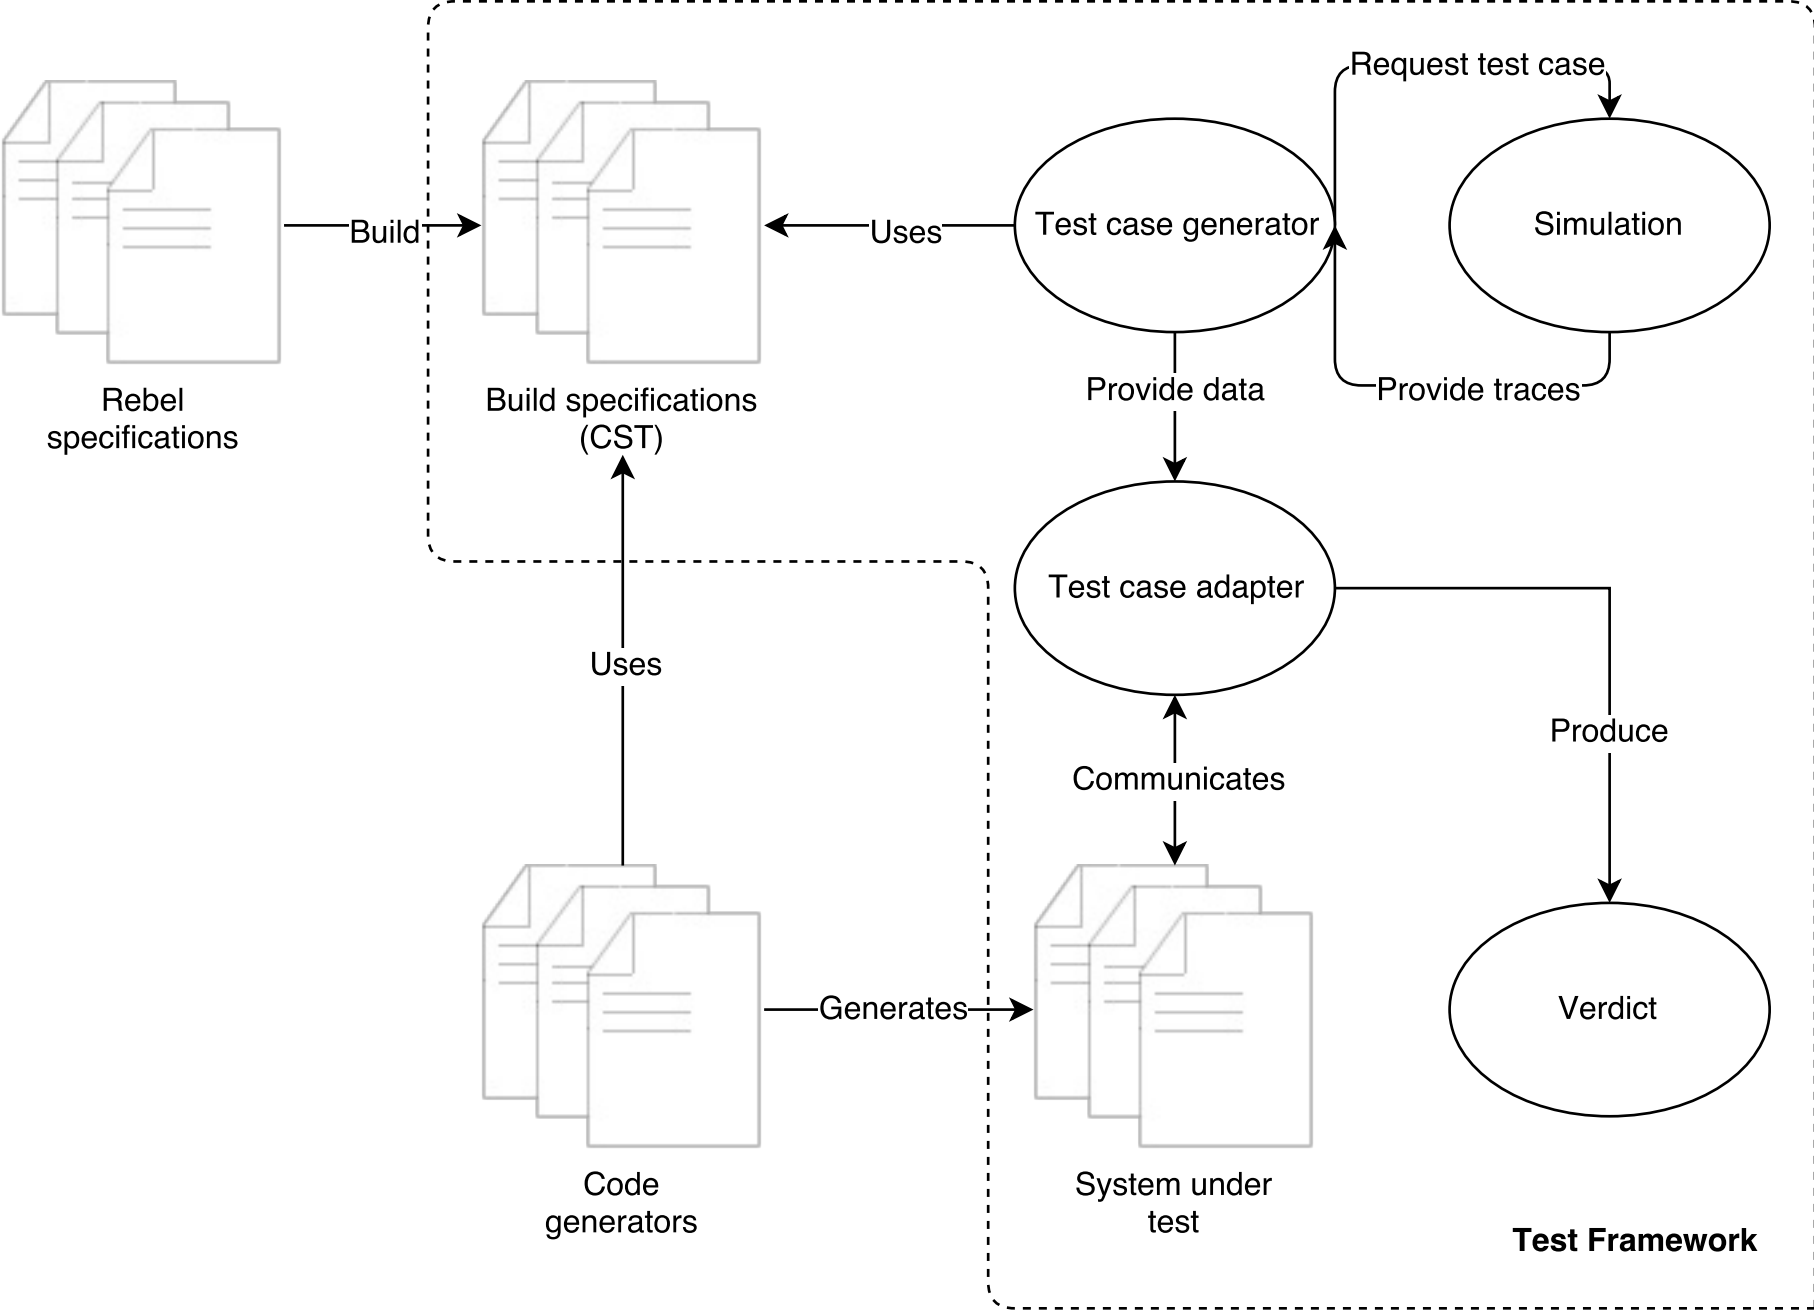 Request test case
Build
Uses
Test case generator
Simulation
Rebel
specifications
Build specifications
(CST)
Provide data
Provide traces
Test case adapter
Uses
Produce
Communicates
Generates
Verdict
Code
generators
System under
test
Test Framework